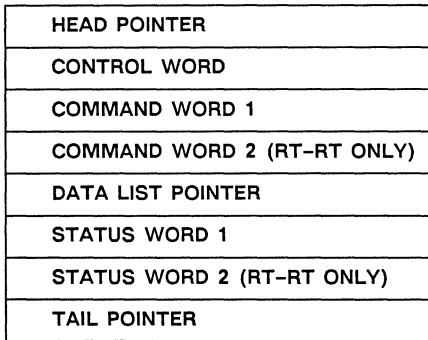 HEAD POINTER
CONTROL WORD
COMMAND WORD 1
COMMAND WORD 2 (RT-RT ONLY)
DATA LIST POINTER
STATUS WORD 1
STATUS WORD 2 (RT-RT ONLY)
TAIL POINTER